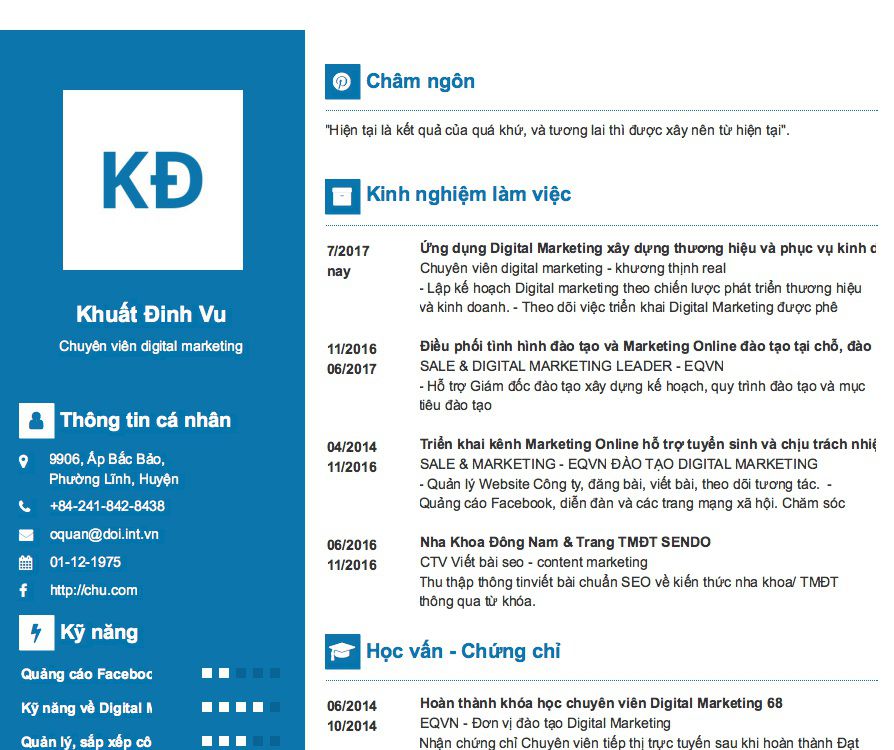 KĐ
Khuất Đinh Vu
Chuyên viên digital marketing
Thông tin cá nhân
9906, Ấp Bắc Bảo,
Phường Lĩnh, Huyện
+84-241-842-8438
oquan@doi.int.vn
01-12-1975
http://chu.com
Kỹ năng
Quảng cáo Faceboo
Kỹ năng về Digital
Quản lý, sắp xếp cô
Châm ngôn
"Hiện tại là kết quả của quá khứ, và tương lai thì được xây nên từ hiện tại".
Kinh nghiệm làm việc
7/2017
nay
Ứng dụng Digital Marketing xây dựng thương hiệu và phục vụ kinh d
Chuyên viên digital marketing - khương thịnh real
- Lập kế hoạch Digital marketing theo chiến lược phát triển thương hiệu
và kinh doanh. - Theo dõi việc triển khai Digital Marketing được phê
11/2016
06/2017
Điều phối tình hình đào tạo và Marketing Online đào tạo tại chỗ, đào
SALE & DIGITAL MARKETING LEADER - EQVN
- Hỗ trợ Giám đốc đào tạo xây dựng kế hoạch, quy trình đào tạo và mục
tiêu đào tạo
04/2014
11/2016
Triển khai kênh Marketing Online hỗ trợ tuyển sinh và chịu trách nhiệ
SALE & MARKETING - EQVN ĐÀO TẠO DIGITAL MARKETING
- Quản lý Website Công ty, đăng bài, viết bài, theo dõi tương tác. -
Quảng cáo Facebook, diễn đàn và các trang mạng xã hội. Chăm sóc
06/2016
11/2016
Nha Khoa Đông Nam & Trang TMĐT SENDO
CTV Viết bài seo - content marketing
Thu thập thông tinviết bài chuẩn SEO về kiến thức nha khoa/ TMĐT
thông qua từ khóa.
Học vấn - Chứng chỉ
06/2014
10/2014
Hoàn thành khóa học chuyên viên Digital Marketing 68
EQVN - Đơn vị đào tạo Digital Marketing
Nhận chứng chỉ Chuyên viên tiếp thị trực tuyến sau khi hoàn thành Đạt